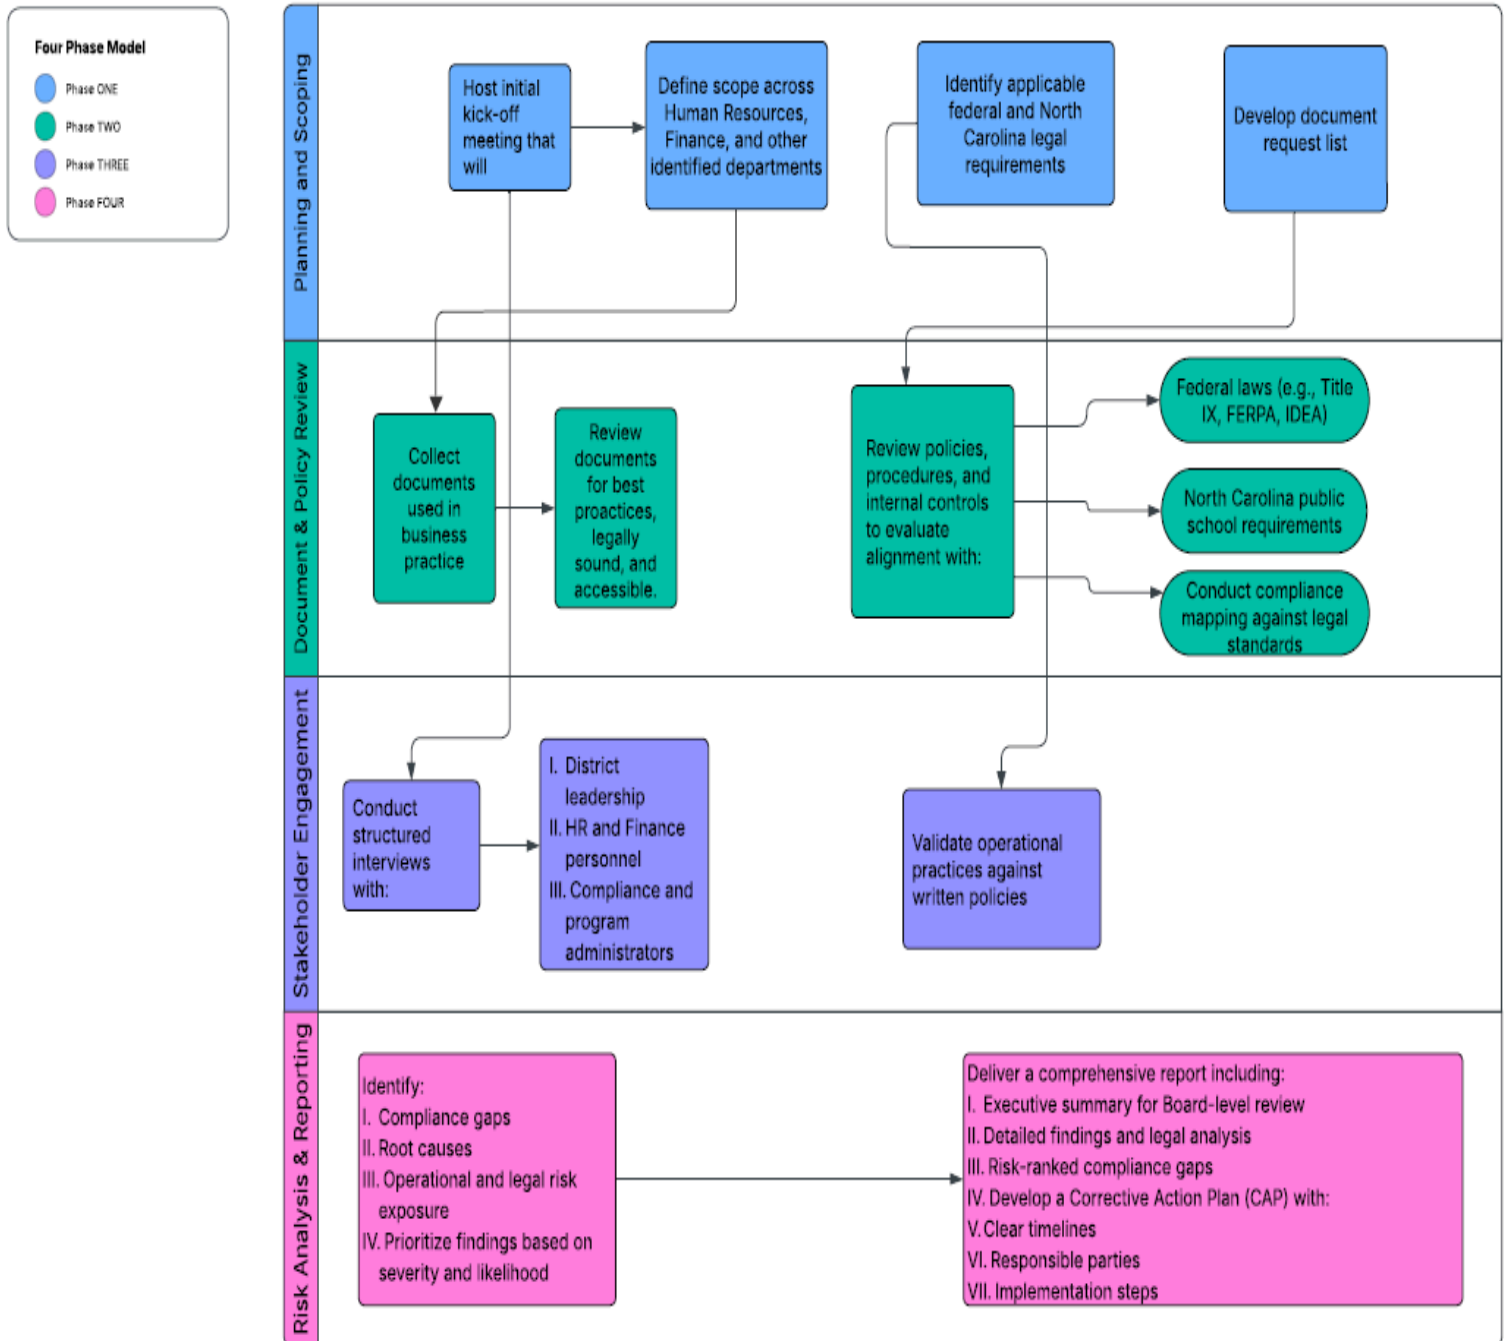 Four Phase Model
Phase ONE
Phase TWO
Phase THREE
Phase FOUR
Planning and Scoping
Host initial
kick-off
meeting that
will
Define scope across
Human Resources,
Finance, and other
identified departments
Identify applicable
federal and North
Carolina legal
requirements
Develop document
request list
Document & Policy Review
Collect
documents
used in
business
practice
Review
documents
for best
proactices,
legally
sound, and
accessible.
Review policies,
procedures, and
internal controls
to evaluate
alignment with:
Federal laws (e.g., Title
IX, FERPA, IDEA)
North Carolina public
school requirements
Conduct compliance
mapping against legal
standards
Stakeholder Engagement
Conduct
structured
interviews
with:
I. District
leadership
II. HR and Finance
personnel
III. Compliance and
program
administrators
Validate operational
practices against
written policies
Risk Analysis & Reporting
Identify:
I. Compliance gaps
II. Root causes
III. Operational and legal risk
exposure
IV. Prioritize findings based on
severity and likelihood
Deliver a comprehensive report including:
I. Executive summary for Board-level review
II. Detailed findings and legal analysis
III. Risk-ranked compliance gaps
IV. Develop a Corrective Action Plan (CAP) with:
V. Clear timelines
VI. Responsible parties
VII. Implementation steps